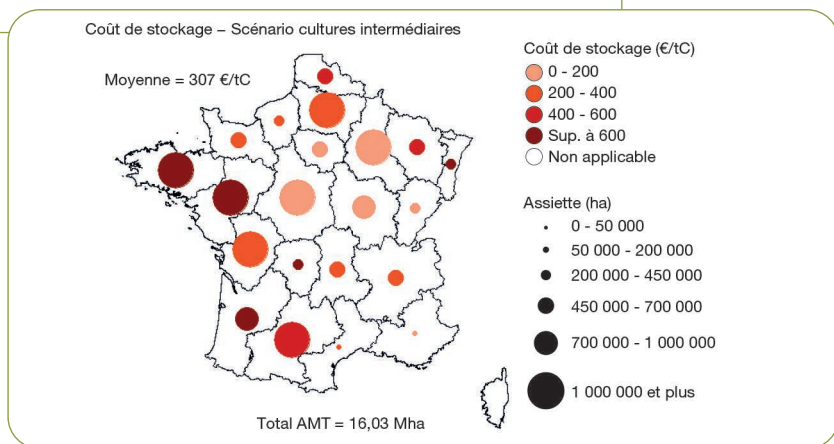 Coût de stockage – Scénario cultures intermédiaires
Moyenne = 307 €/tC
Coût de stockage (€/tC)
0 - 200
200 - 400
400 - 600
Sup. à 600
Non applicable
Assiette (ha)
0 - 50 000
50 000 - 200 000
200 000 - 450 000
450 000 - 700 000
700 000 - 1 000 000
1 000 000 et plus
Total AMT = 16,03 Mha